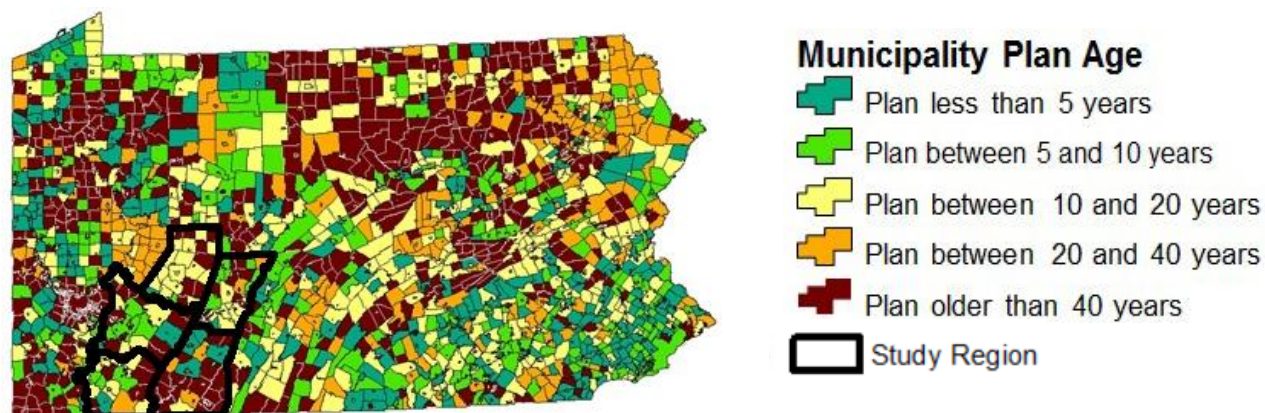 Municipality Plan Age
Plan less than 5 years
Plan between 5 and 10 years
Plan between 10 and 20 years
Plan between 20 and 40 years
Plan older than 40 years
Study Region